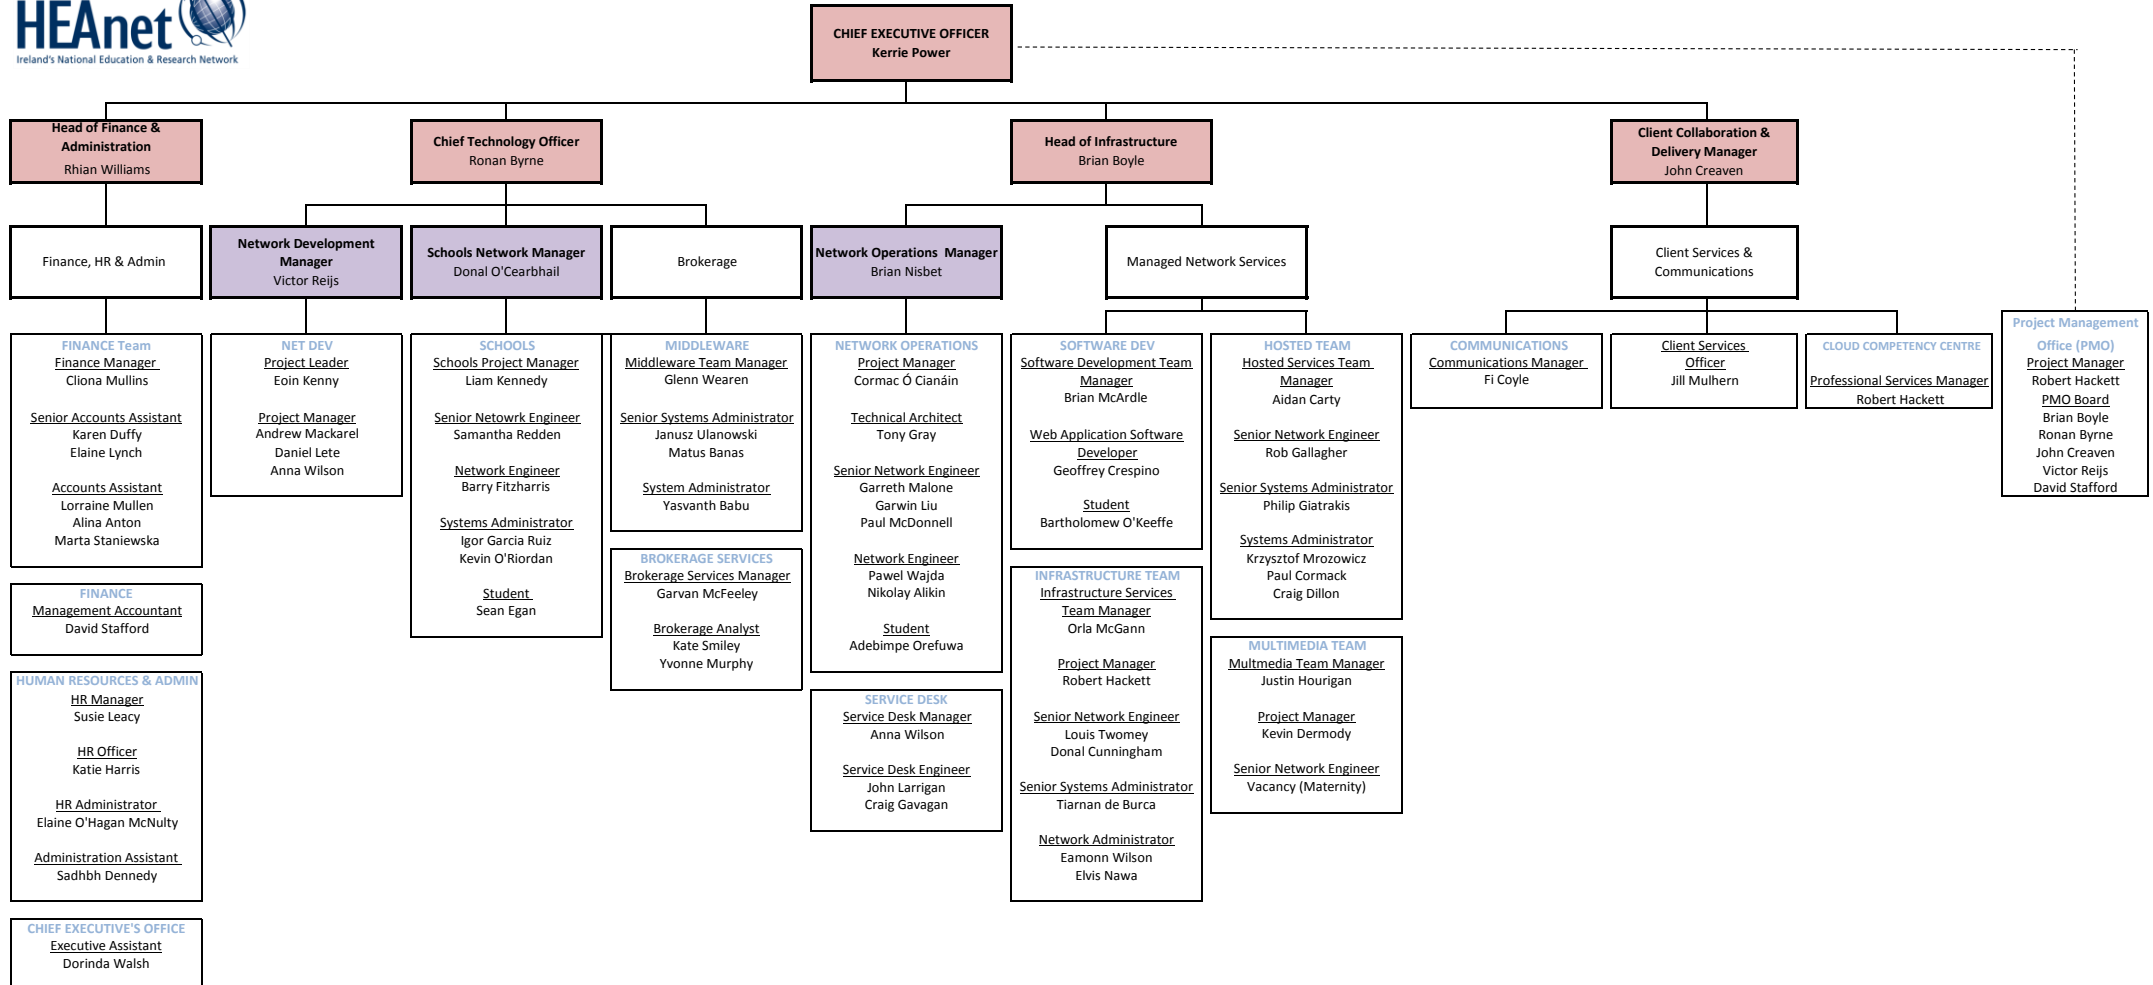 HEAnet
Ireland's National Education & Research Network
CHIEF EXECUTIVE OFFICER
Kerrie Power
Head of Finance &
Administration
Rhian Williams
Chief Technology Officer
Ronan Byrne
Head of Infrastructure
Brian Boyle
Client Collaboration &
Delivery Manager
John Creaven
Finance, HR & Admin
Network Development
Manager
Victor Reijs
Schools Network Manager
Donal O'Cearbhail
Brokerage
Network Operations  Manager
Brian Nisbet
Managed Network Services
Client Services &
Communications
FINANCE Team
Finance Manager
Cliona Mullins
Senior Accounts Assistant
Karen Duffy
Elaine Lynch
Accounts Assistant
Lorraine Mullen
Alina Anton
Marta Staniewska
FINANCE
Management Accountant
David Stafford
HUMAN RESOURCES & ADMIN
HR Manager
Susie Leacy
HR Officer
Katie Harris
HR Administrator
Elaine O'Hagan McNulty
Administration Assistant
Sadhbh Dennedy
CHIEF EXECUTIVE'S OFFICE
Executive Assistant
Dorinda Walsh
NET DEV
Project Leader
Eoin Kenny
Project Manager
Andrew Mackarel
Daniel Lete
Anna Wilson
SCHOOLS
Schools Project Manager
Liam Kennedy
Senior Netowrk Engineer
Samantha Redden
Network Engineer
Barry Fitzharris
Systems Administrator
Igor Garcia Ruiz
Kevin O'Riordan
Student
Sean Egan
MIDDLEWARE
Middleware Team Manager
Glenn Wearen
Senior Systems Administrator
Janusz Ulanowski
Matus Banas
System Administrator
Yasvanth Babu
BROKERAGE SERVICES
Brokerage Services Manager
Garvan McFeeley
Brokerage Analyst
Kate Smiley
Yvonne Murphy
NETWORK OPERATIONS
Project Manager
Cormac Ó Cianáin
Technical Architect
Tony Gray
Senior Network Engineer
Garreth Malone
Garwin Liu
Paul McDonnell
Network Engineer
Pawel Wajda
Nikolay Alikin
Student
Adebimpe Orefuwa
SERVICE DESK
Service Desk Manager
Anna Wilson
Service Desk Engineer
John Larrigan
Craig Gavagan
SOFTWARE DEV
Software Development Team
Manager
Brian McArdle
Web Application Software
Developer
Geoffrey Crespino
Student
Bartholomew O'Keeffe
INFRASTRUCTURE TEAM
Infrastructure Services
Team Manager
Orla McGann
Project Manager
Robert Hackett
Senior Network Engineer
Louis Twomey
Donal Cunningham
Senior Systems Administrator
Tiarnan de Burca
Network Administrator
Eamonn Wilson
Elvis Nawa
HOSTED TEAM
Hosted Services Team
Manager
Aidan Carty
Senior Network Engineer
Rob Gallagher
Senior Systems Administrator
Philip Giatrakis
Systems Administrator
Krzysztof Mrozowicz
Paul Cormack
Craig Dillon
MULTIMEDIA TEAM
Multmedia Team Manager
Justin Hourigan
Project Manager
Kevin Dermody
Senior Network Engineer
Vacancy (Maternity)
COMMUNICATIONS
Communications Manager
Fi Coyle
Client Services
Officer
Jill Mulhern
CLOUD COMPETENCY CENTRE
Professional Services Manager
Robert Hackett
Project Management
Office (PMO)
Project Manager
Robert Hackett
PMO Board
Brian Boyle
Ronan Byrne
John Creaven
Victor Reijs
David Stafford